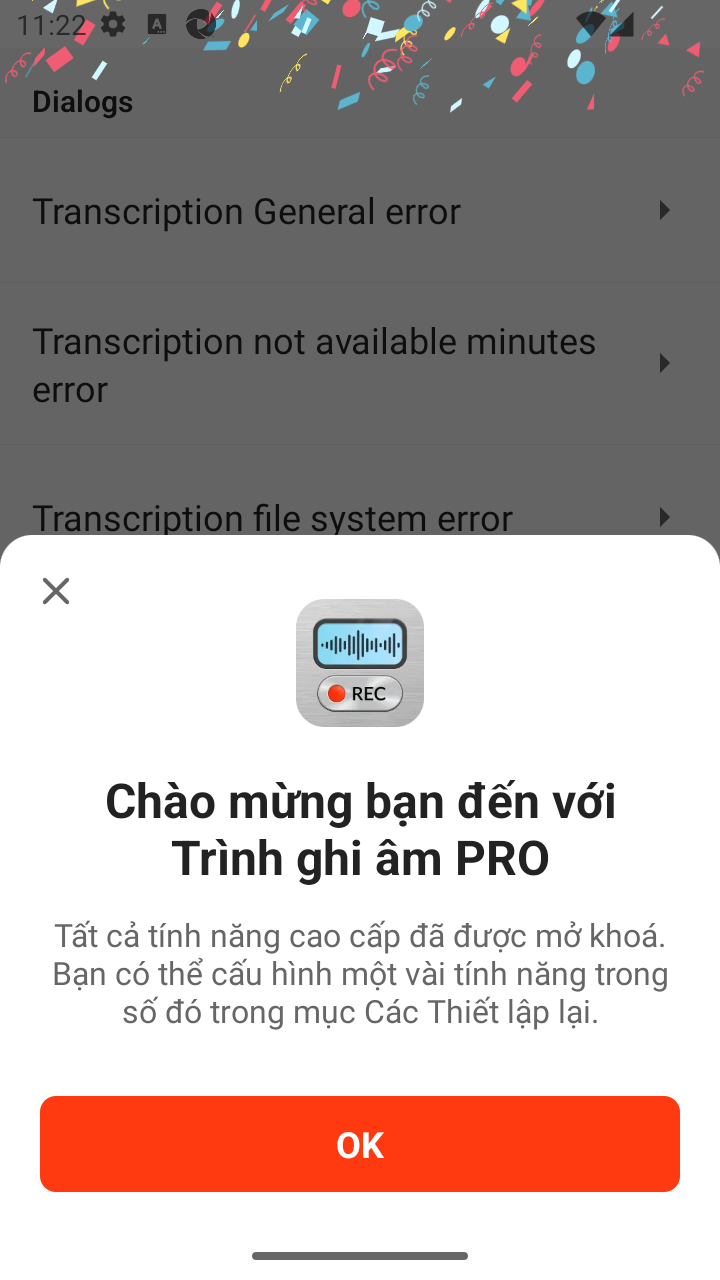 11:22
A
Dialogs
Transcription General error
Transcription not available minutes
error
Transcription file system error
REC
Chào mừng bạn đến với
Trình ghi âm PRO
Tất cả tính năng cao cấp đã được mở khoá.
Bạn có thể cấu hình một vài tính năng trong
số đó trong mục Các Thiết lập lại.
OK